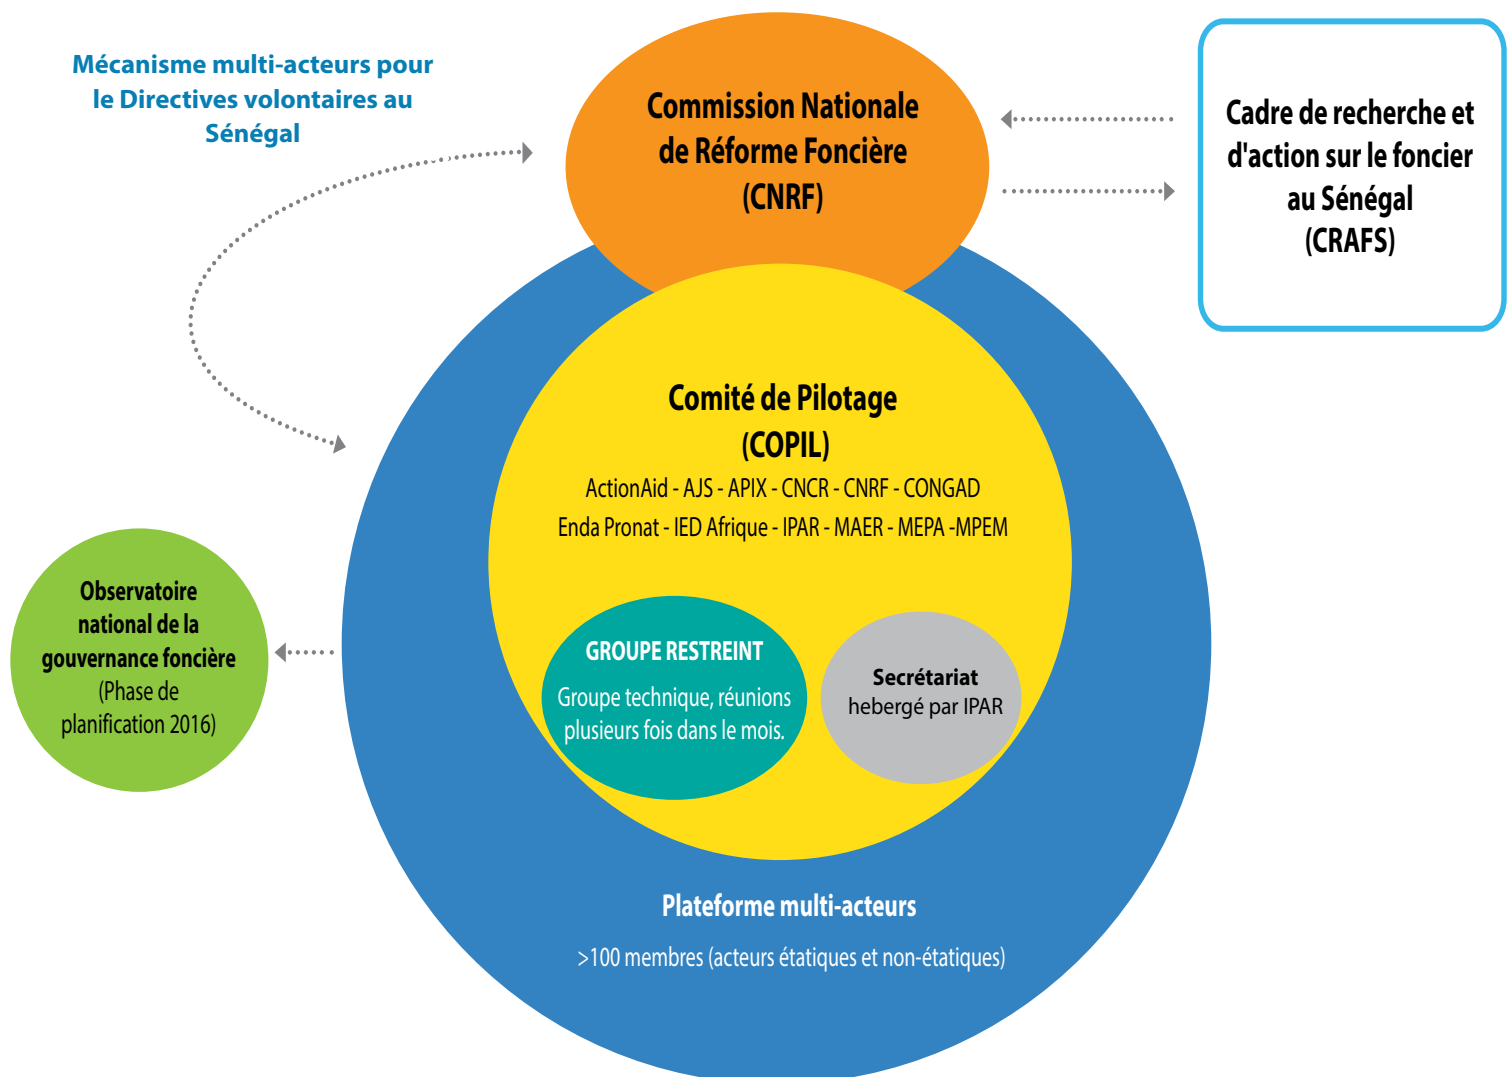 Mécanisme multi-acteurs pour
le Directives volontaires au
Sénégal
Commission Nationale
de Réforme Foncière
(CNRF)
Cadre de recherche et
d'action sur le foncier
au Sénégal
(CRAFS)
Comité de Pilotage
(COPIL)
ActionAid - AJS - APIX - CNCR - CNRF - CONGAD
Enda Pronat - IED Afrique - IPAR - MAER - MEPA -MPEM
Observatoire
national de la
gouvernance foncière
(Phase de
planification 2016)
GROUPE RESTREINT
Groupe technique, réunions
plusieurs fois dans le mois.
Secrétariat
hebergé par IPAR
Plateforme multi-acteurs
>100 membres (acteurs étatiques et non-étatiques)